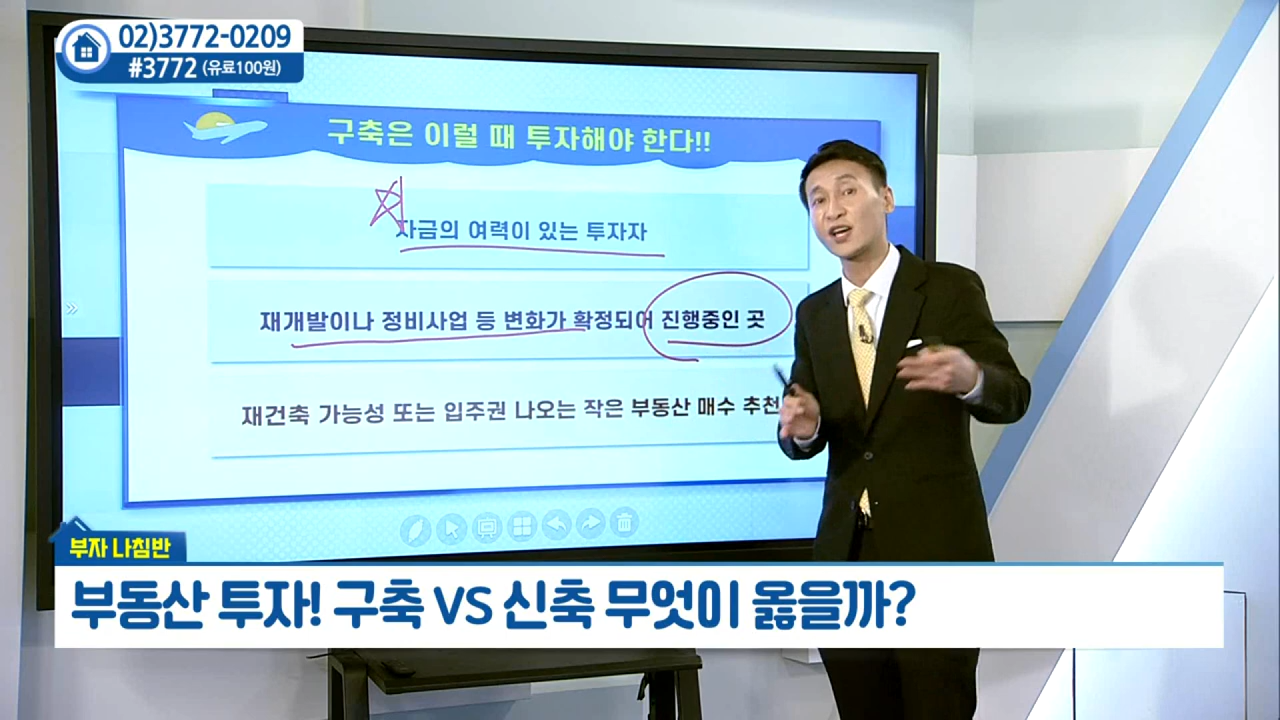 02)3772-0209
#3772 (유료100원)
구축은 이럴 때 투자해야 한다!!
자금의 여력이 있는 투자자
재개발이나 정비사업 등 변화가 확정되어 진행중인 곳
재건축 가능성 또는 입주권 나오는 작은 부동산 매수 추천
부자 나침반
부동산 투자! 구축 VS 신축 무엇이 옳을까?